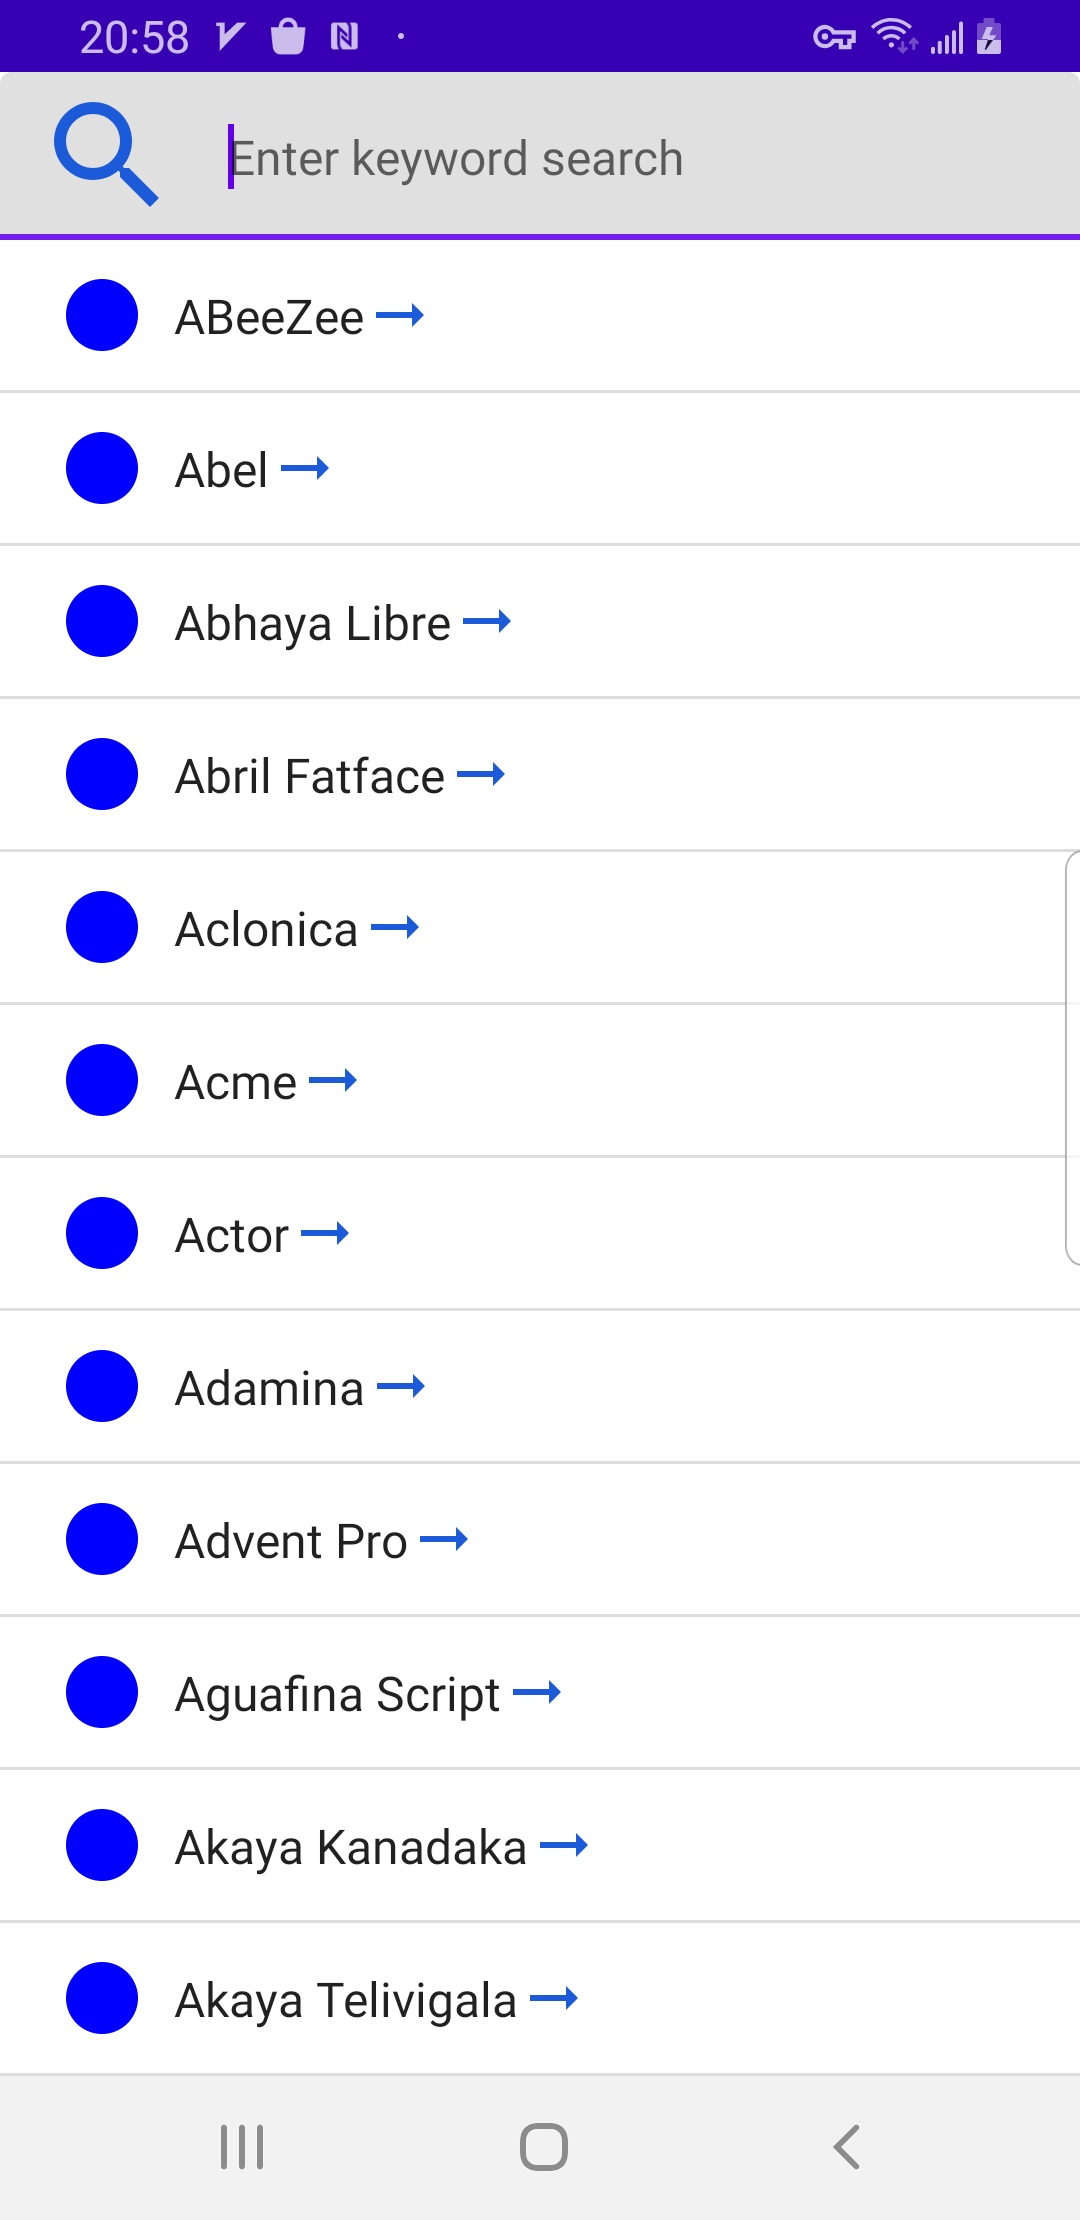 20:58
Enter keyword search
ABeeZee
Abel
Abhaya Libre
Abril Fatface
Aclonica
Acme
Actor
Adamina
Advent Pro
Aguafina Script
Akaya Kanadaka
Akaya Telivigala